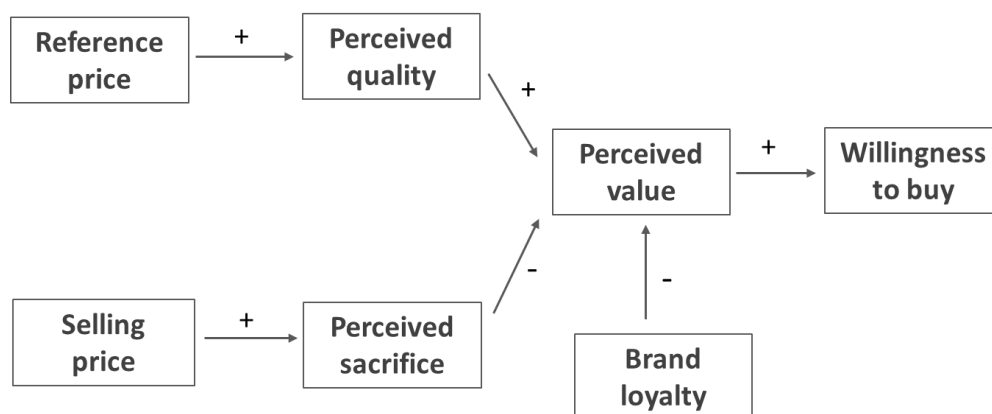 Reference
price
+
Perceived
quality
+
Perceived
value
+
Willingness
to buy
-
-
Selling
price
+
Perceived
sacrifice
Brand
loyalty